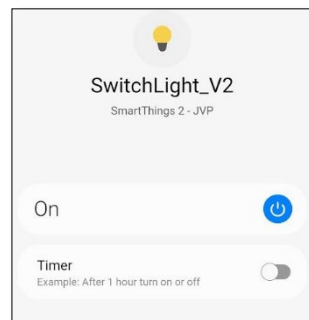 SwitchLight_V2
SmartThings 2 - JVP
On
Timer
Example: After 1 hour turn on or off